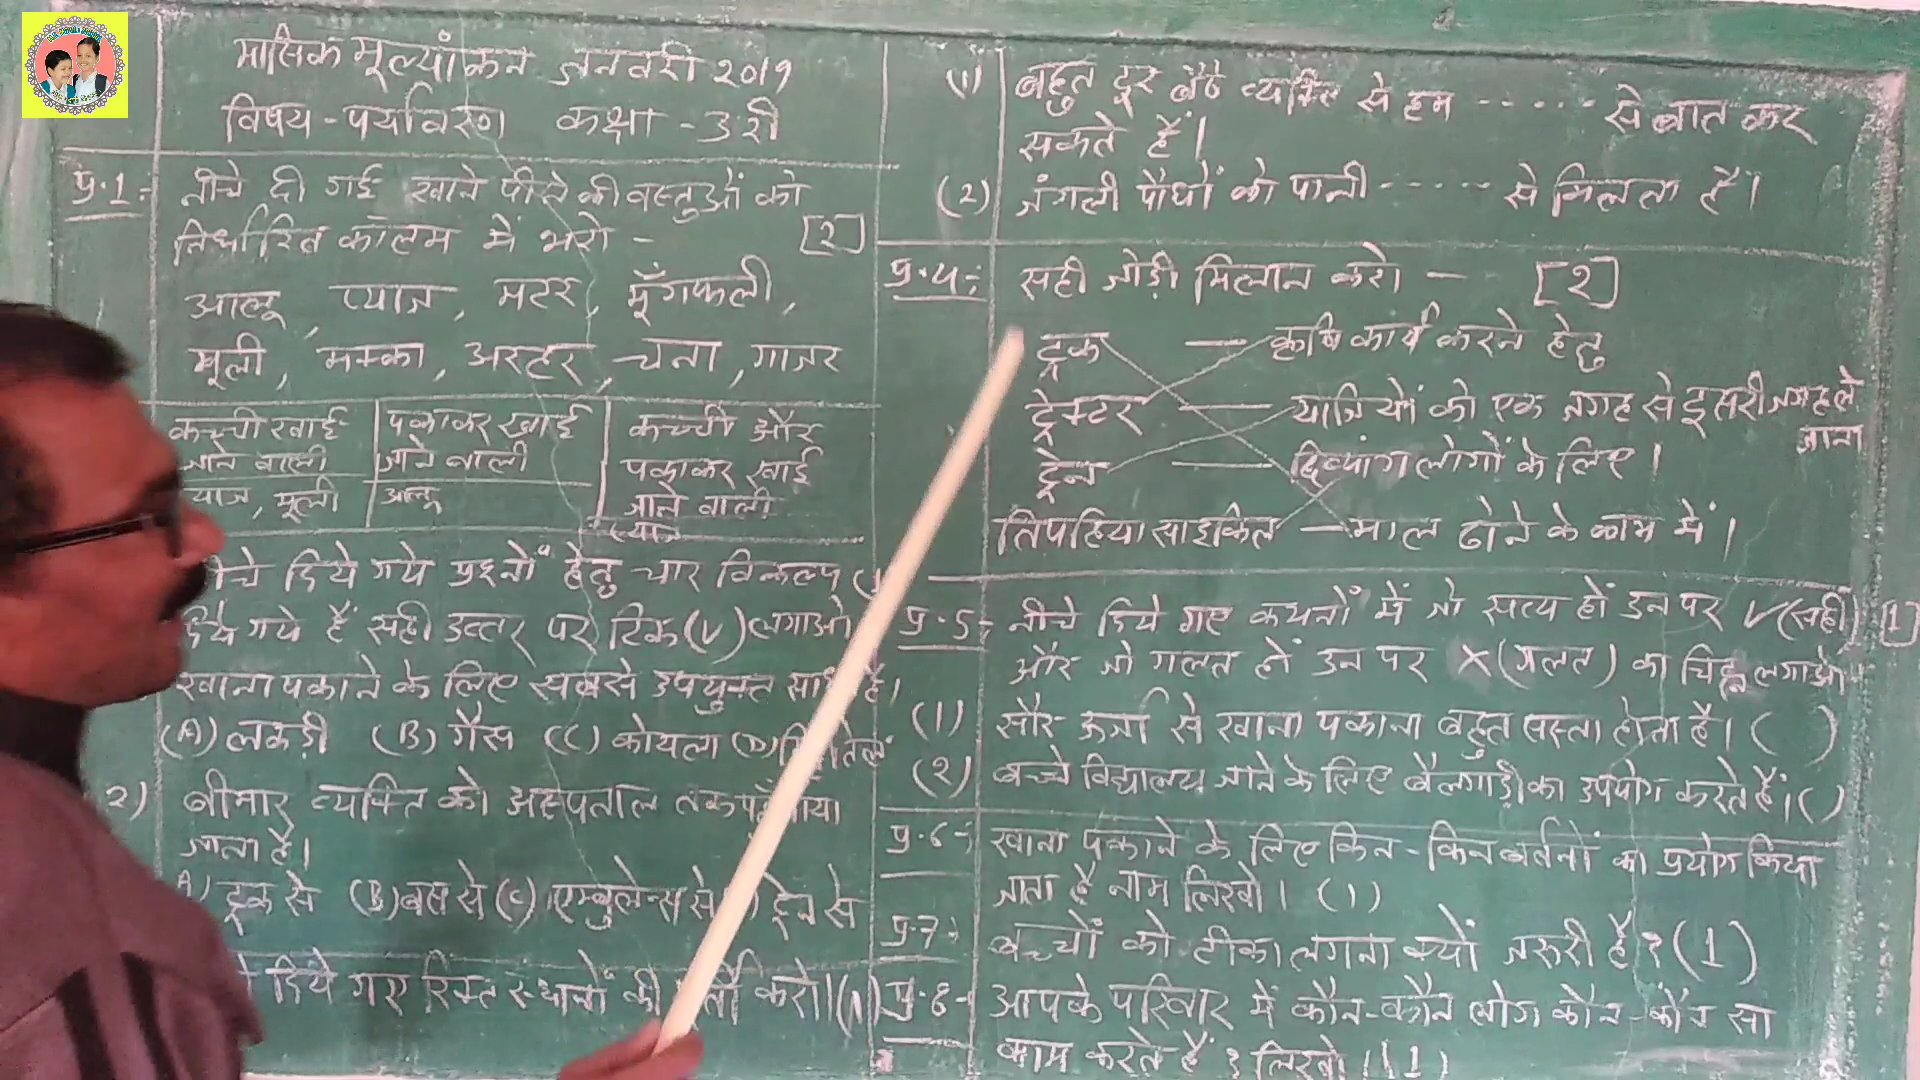 मासिक मूल्यांकन जनवरी 2019
विषय - पर्यावरण कक्षा - 3 री
प्र.1:- नीचे दी गई खाने पीने की वस्तुओं को
निर्धारित कॉलम में भरो - [2]
आलू, प्याज, मटर, मूँगफली,
मूली, मक्का, अरहर, चना, गाजर
कच्ची खाई पकाकर खाई कच्ची और
जाने वाली जाने वाली पकाकर खाई
जाने वाली
प्याज, मूली आलू
प्याज
दिये गये प्रश्नों हेतु चार विकल्प
दिये गये हैं सही उत्तर पर टिक (√) लगाओ
खाना पकाने के लिए सबसे उपयुक्त है।
(A) लकड़ी (B) गैस (C) कोयला (D)
2) बीमार व्यक्ति को अस्पताल तक
जाता है।
A) ट्रक से (B) बस से (C) एम्बुलेन्स से ट्रेन से
दिये गए रिक्त स्थानों की करो।
(1) बहुत दूर बैठे व्यक्ति से हम ------ से बात कर
सकते हैं।
(2) जंगली पौधों को पानी ------ से मिलता है।
प्र.4:- सही जोड़ी मिलान करो - [2]
ट्रक — कृषि कार्य करने हेतु
ट्रेक्टर — यात्रियों को एक जगह से दूसरी जगह ले
जाना
ट्रेन — दिव्यांग लोगों के लिए।
तिपहिया साइकिल — माल ढोने के काम में।
प्र.5:- नीचे दिये गए कथनों में जो सत्य हों उन पर √(सही) [1]
और जो गलत हों उन पर ×(गलत) का चिह्न लगाओ
(1) सौर ऊर्जा से खाना पकाना बहुत सस्ता होता है। ( )
(2) बच्चे विद्यालय जाने के लिए बैलगाड़ी का उपयोग करते हैं। ( )
प्र.6:- खाना पकाने के लिए किन - किन बर्तनों का प्रयोग किया
जाता है नाम लिखो। (1)
प्र.7:- बच्चों को टीका लगना क्यों जरूरी है? (1)
प्र.8:- आपके परिवार में कौन-कौन लोग कौन-कौन सा
काम करते हैं? लिखो। (1)